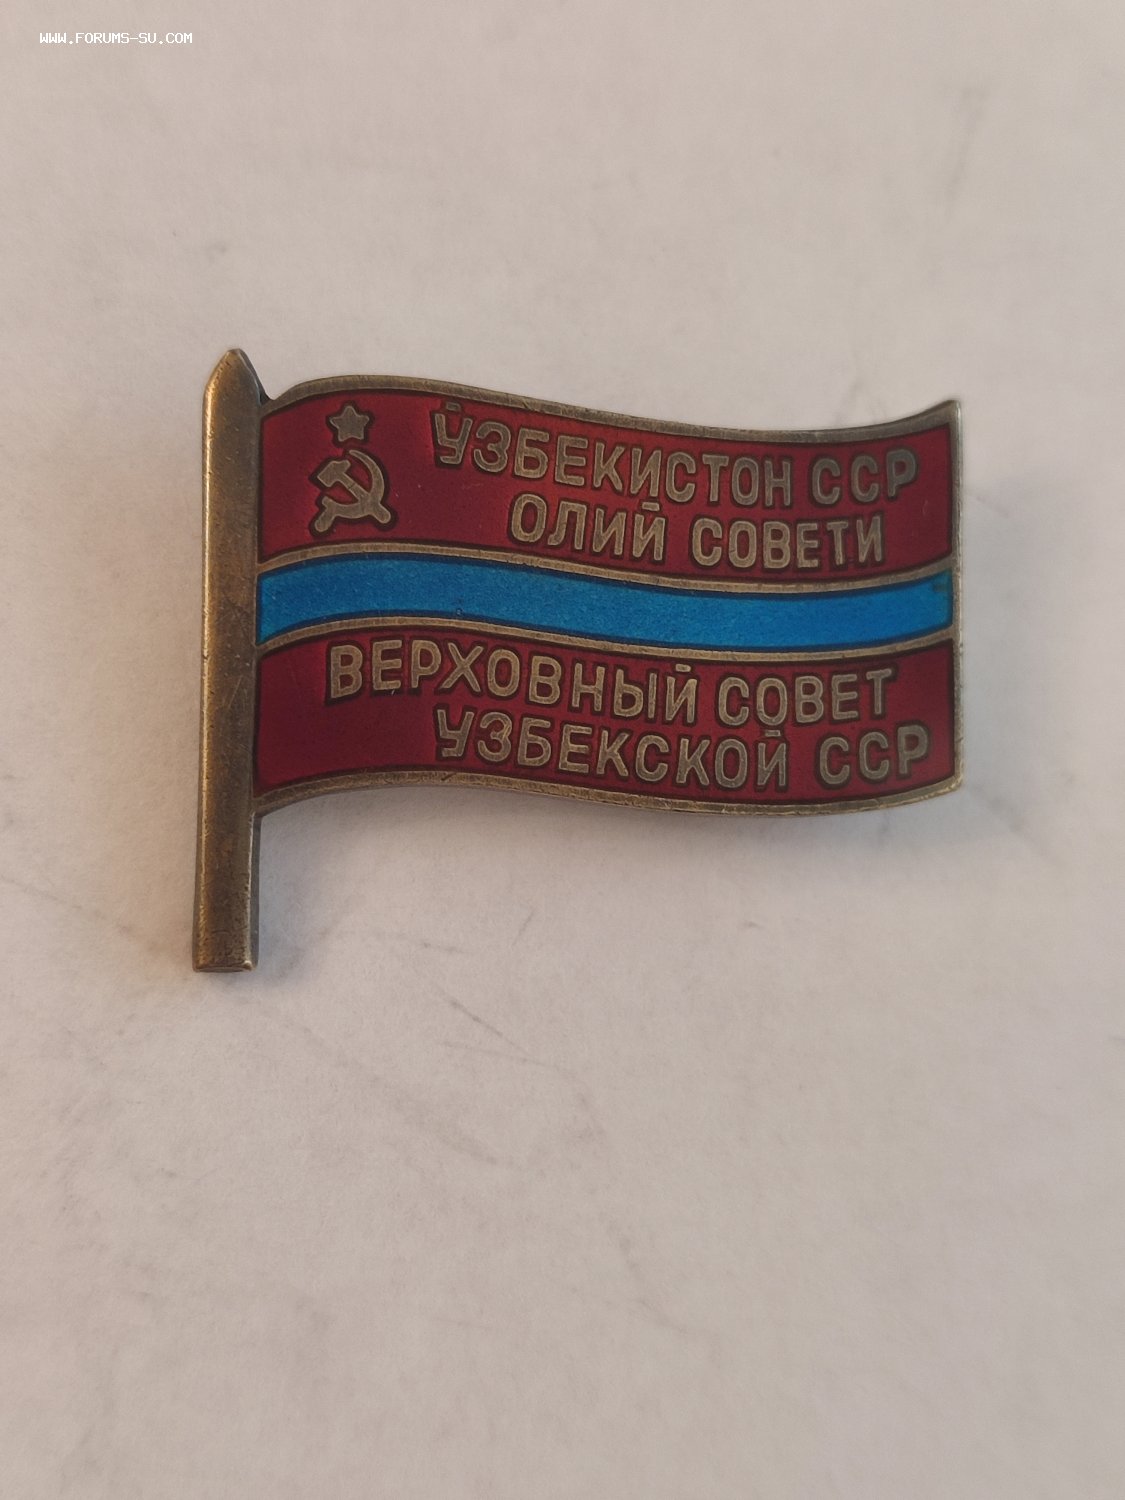 WWW.FORUMS-SU.COM
ЎЗБЕКИСТОН ССР
ОЛИЙ СОВЕТИ
ВЕРХОВНЫЙ СОВЕТ
УЗБЕКСКОЙ ССР